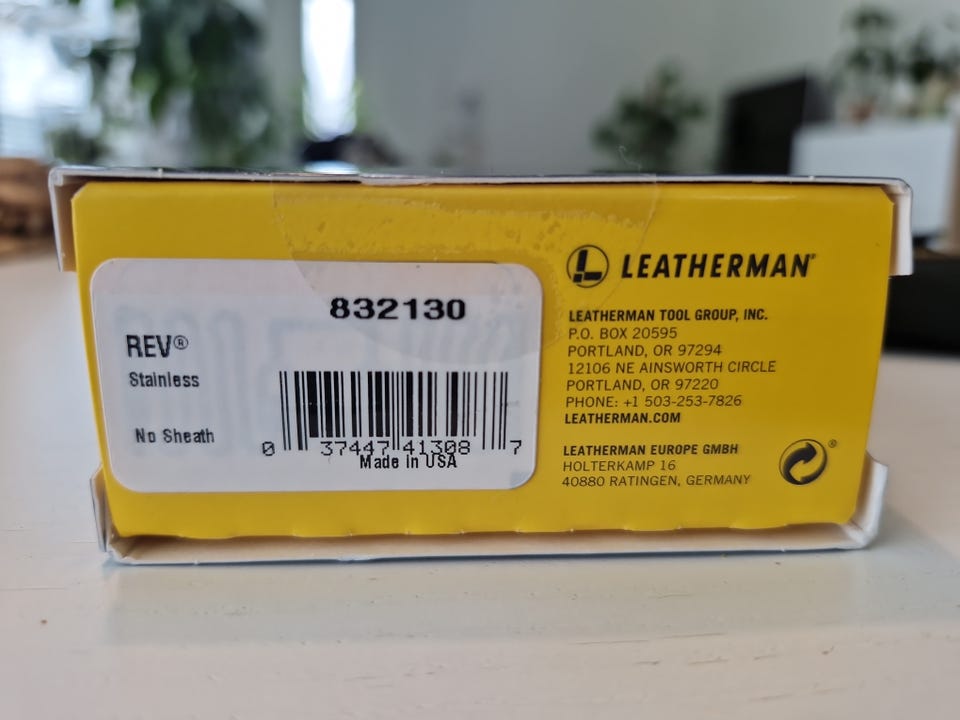 832130
REV®
Stainless
No Sheath
0 37447 41308 7
Made in USA
LEATHERMAN®
LEATHERMAN TOOL GROUP, INC.
P.O. BOX 20595
PORTLAND, OR 97294
12106 NE AINSWORTH CIRCLE
PORTLAND, OR 97220
PHONE: +1 503-253-7826
LEATHERMAN.COM
LEATHERMAN EUROPE GMBH
HOLTERKAMP 16
40880 RATINGEN, GERMANY
®